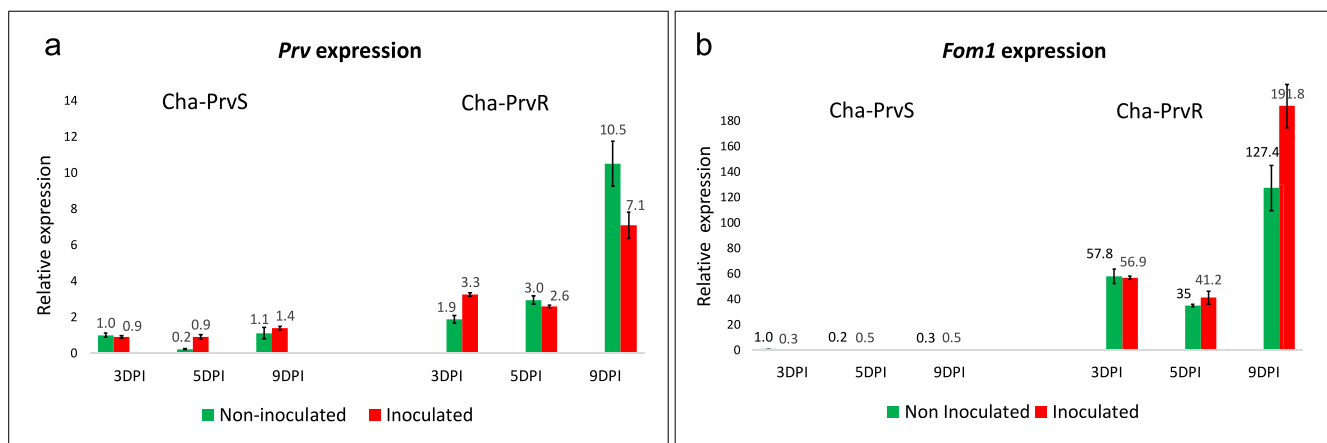 a
Prv expression
Cha-PrvS Cha-PrvR
Relative expression
14
12
10
8
6
4
2
0
1.0 0.9 0.2 0.9 1.1 1.4 1.9 3.3 3.0 2.6 10.5 7.1
3DPI 5DPI 9DPI 3DPI 5DPI 9DPI
Non-inoculated Inoculated
b
Fom1 expression
Cha-PrvS Cha-PrvR
Relative expression
180
160
140
120
100
80
60
40
20
0
1.0 0.3 0.2 0.5 0.3 0.5 57.8 56.9 35 41.2 127.4 191.8
3DPI 5DPI 9DPI 3DPI 5DPI 9DPI
Non Inoculated Inoculated